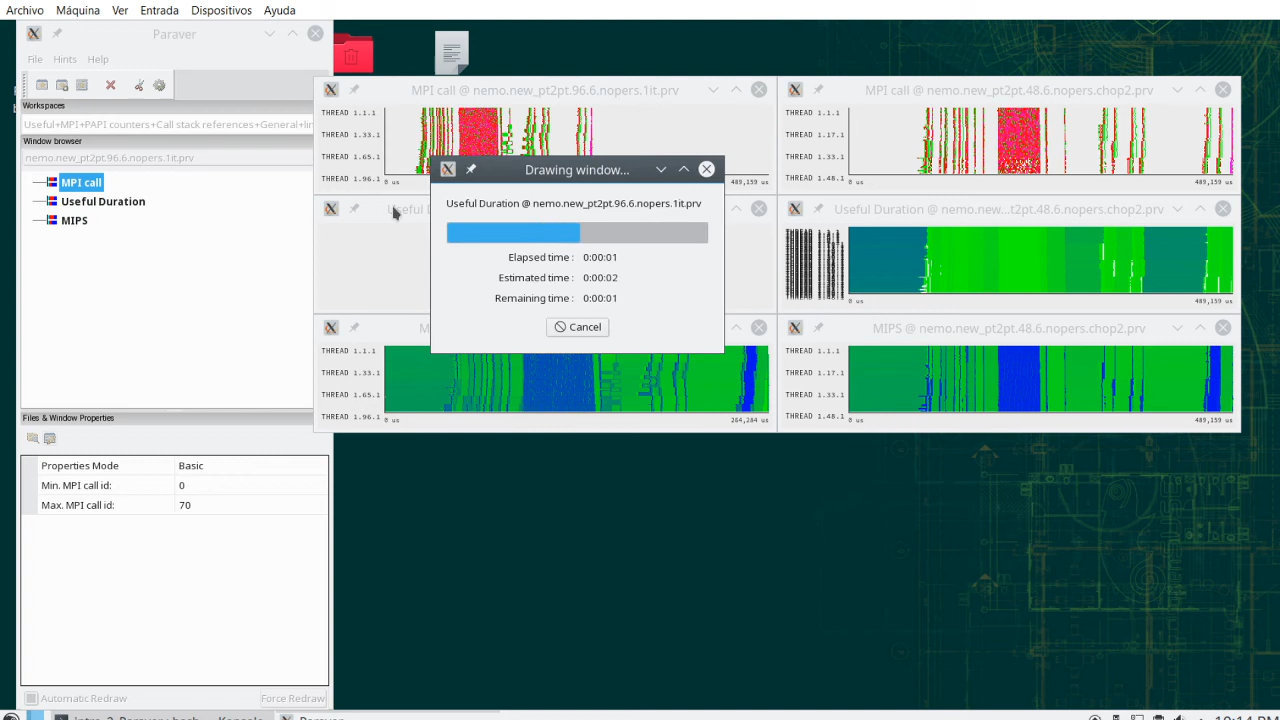 Archivo Máquina Ver Entrada Dispositivos Ayuda
Paraver
File Hints Help
Workspaces
Useful+MPI+PAPI counters+Call stack references+General+
Window browser
nemo.new_pt2pt.96.6.nopers.1it.prv
MPI call
Useful Duration
MIPS
Files & Window Properties
Properties Mode Basic
Min. MPI call id: 0
Max. MPI call id: 70
Automatic Redraw Force Redraw
MPI call @ nemo.new_pt2pt.96.6.nopers.1it.prv
THREAD 1.1.1
THREAD 1.33.1
THREAD 1.65.1
THREAD 1.96.1
0 us 489,159 us
MPI call @ nemo.new_pt2pt.48.6.nopers.chop2.prv
THREAD 1.1.1
THREAD 1.17.1
THREAD 1.33.1
THREAD 1.48.1
0 us 489,159 us
Useful
Drawing window...
Useful Duration @ nemo.new_pt2pt.96.6.nopers.1it.prv
Elapsed time : 0:00:01
Estimated time : 0:00:02
Remaining time : 0:00:01
Cancel
Useful Duration @ nemo.new...t2pt.48.6.nopers.chop2.prv
0 us 489,159 us
THREAD 1.1.1
THREAD 1.33.1
THREAD 1.65.1
THREAD 1.96.1
0 us 264,284 us
MIPS @ nemo.new_pt2pt.48.6.nopers.chop2.prv
THREAD 1.1.1
THREAD 1.17.1
THREAD 1.33.1
THREAD 1.48.1
0 us 489,159 us
Konsole
Paraver
10:14 PM